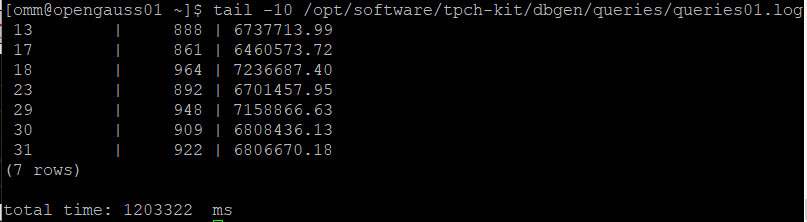 [omm@opengauss01 ~]$ tail -10 /opt/software/tpch-kit/dbgen/queries/queries01.log
 13        |     888 | 6737713.99
 17        |     861 | 6460573.72
 18        |     964 | 7236687.40
 23        |     892 | 6701457.95
 29        |     948 | 7158866.63
 30        |     909 | 6808436.13
 31        |     922 | 6806670.18
(7 rows)
total time: 1203322  ms